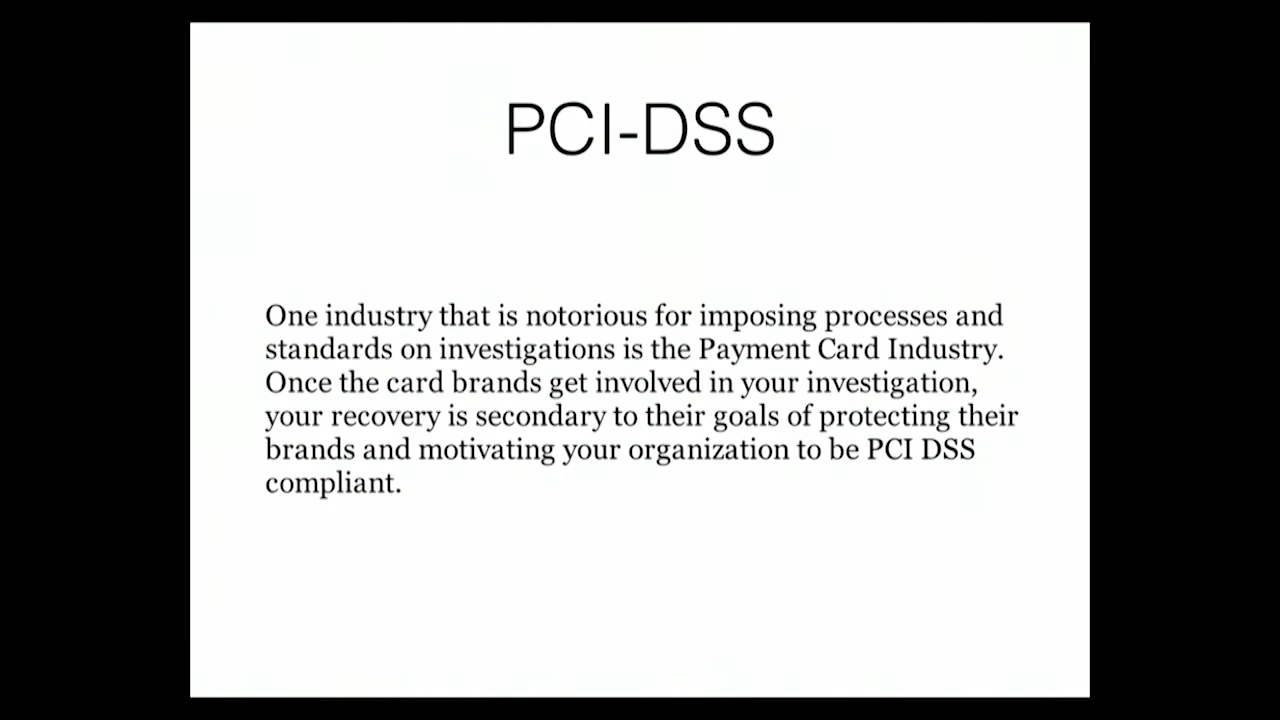 PCI-DSS
One industry that is notorious for imposing processes and
standards on investigations is the Payment Card Industry.
Once the card brands get involved in your investigation,
your recovery is secondary to their goals of protecting their
brands and motivating your organization to be PCI DSS
compliant.